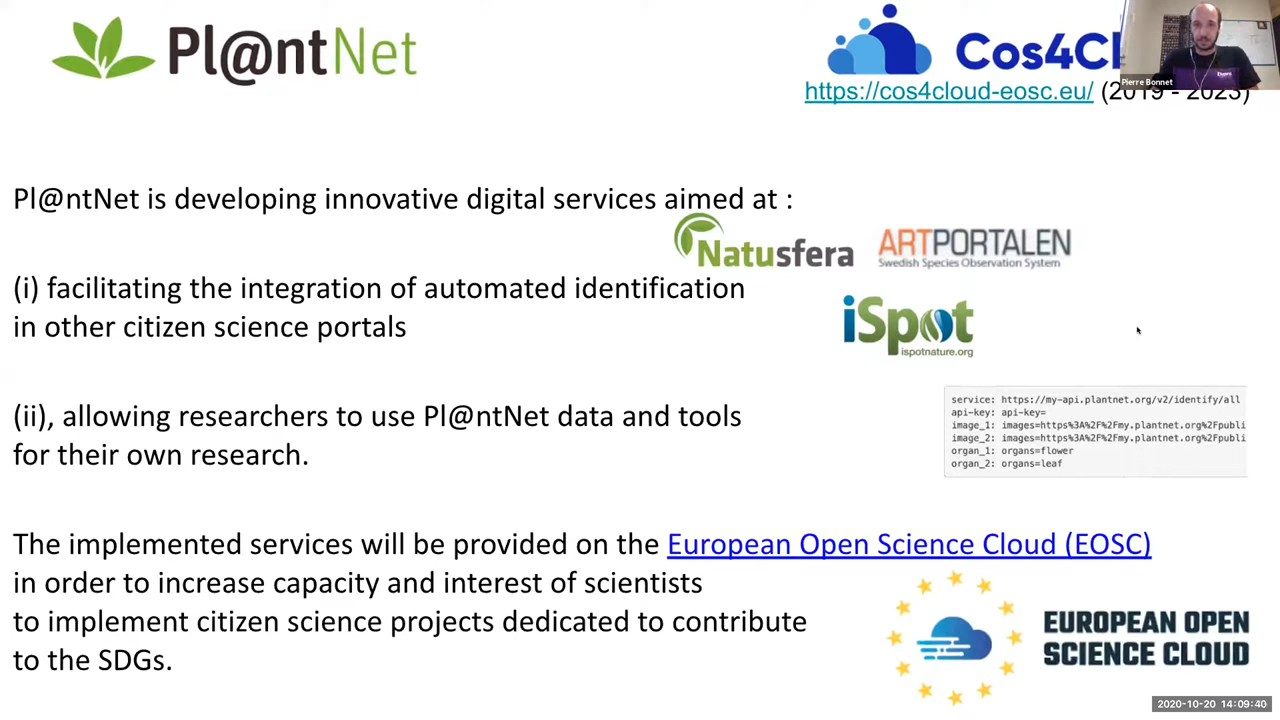 Pl@ntNet
Cos4Cl
Pierre Bonnet
https://cos4cloud-eosc.eu/ (2019 - 2023)
Pl@ntNet is developing innovative digital services aimed at :
Natusfera
ARTPORTALEN
Swedish Species Observation System
(i) facilitating the integration of automated identification
in other citizen science portals
iSpot
ispotnature.org
(ii), allowing researchers to use Pl@ntNet data and tools
for their own research.
service: https://my-api.plantnet.org/v2/identify/all
api-key: api-key=
image_1: images=https%3A%2F%2Fmy.plantnet.org%2Fpubli
image_2: images=https%3A%2F%2Fmy.plantnet.org%2Fpubli
organ_1: organs=flower
organ_2: organs=leaf
The implemented services will be provided on the European Open Science Cloud (EOSC)
in order to increase capacity and interest of scientists
to implement citizen science projects dedicated to contribute
to the SDGs.
EUROPEAN OPEN
SCIENCE CLOUD
2020-10-20 14:09:40